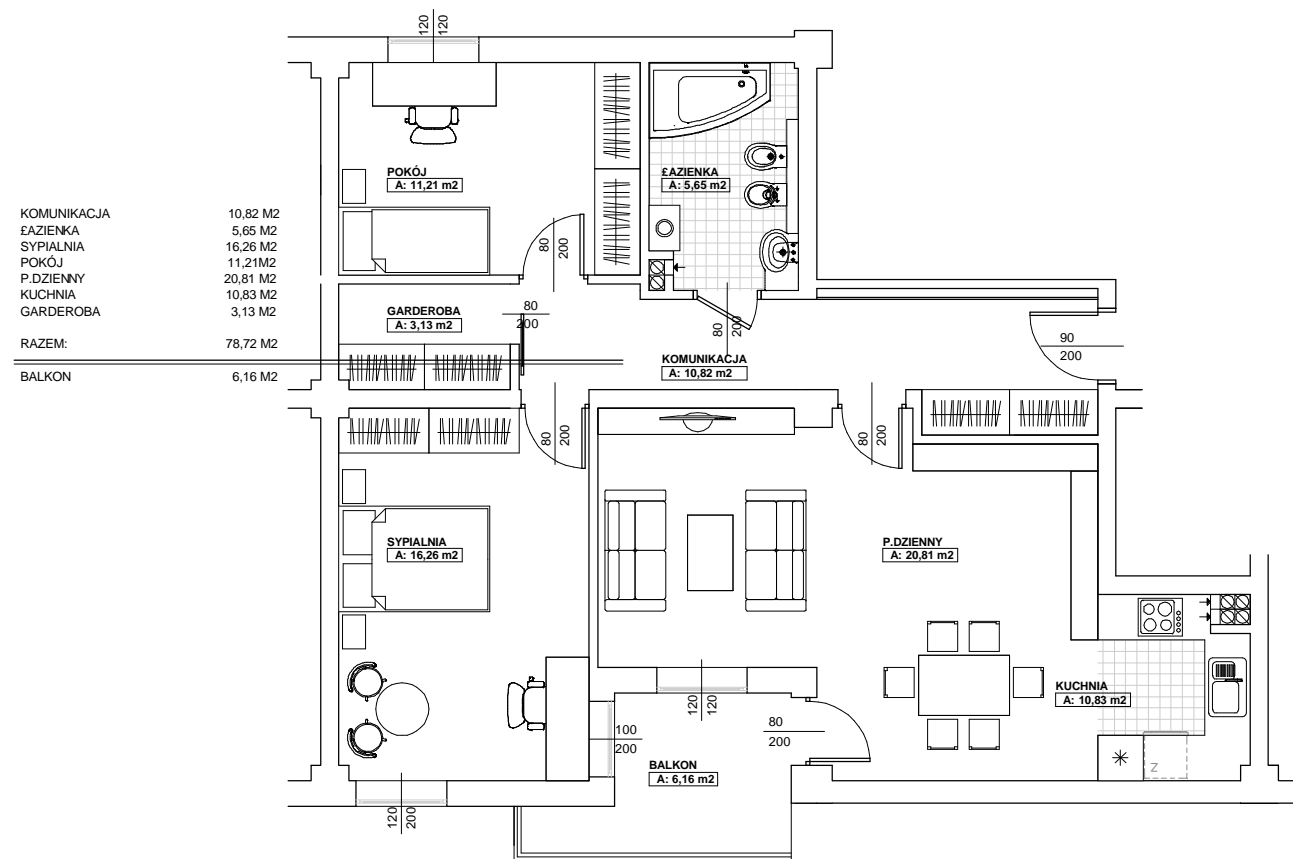 120
120
POKÓJ
A: 11,21 m2
£AZIENKA
A: 5,65 m2
KOMUNIKACJA 10,82 M2
£AZIENKA 5,65 M2
SYPIALNIA 16,26 M2
POKÓJ 11,21M2
P.DZIENNY 20,81 M2
KUCHNIA 10,83 M2
GARDEROBA 3,13 M2
RAZEM: 78,72 M2
BALKON 6,16 M2
80
200
GARDEROBA
A: 3,13 m2
80
200
80
200
KOMUNIKACJA
A: 10,82 m2
90
200
80
200
80
200
SYPIALNIA
A: 16,26 m2
P.DZIENNY
A: 20,81 m2
KUCHNIA
A: 10,83 m2
120
120
100
200
80
200
BALKON
A: 6,16 m2
Z
120
200